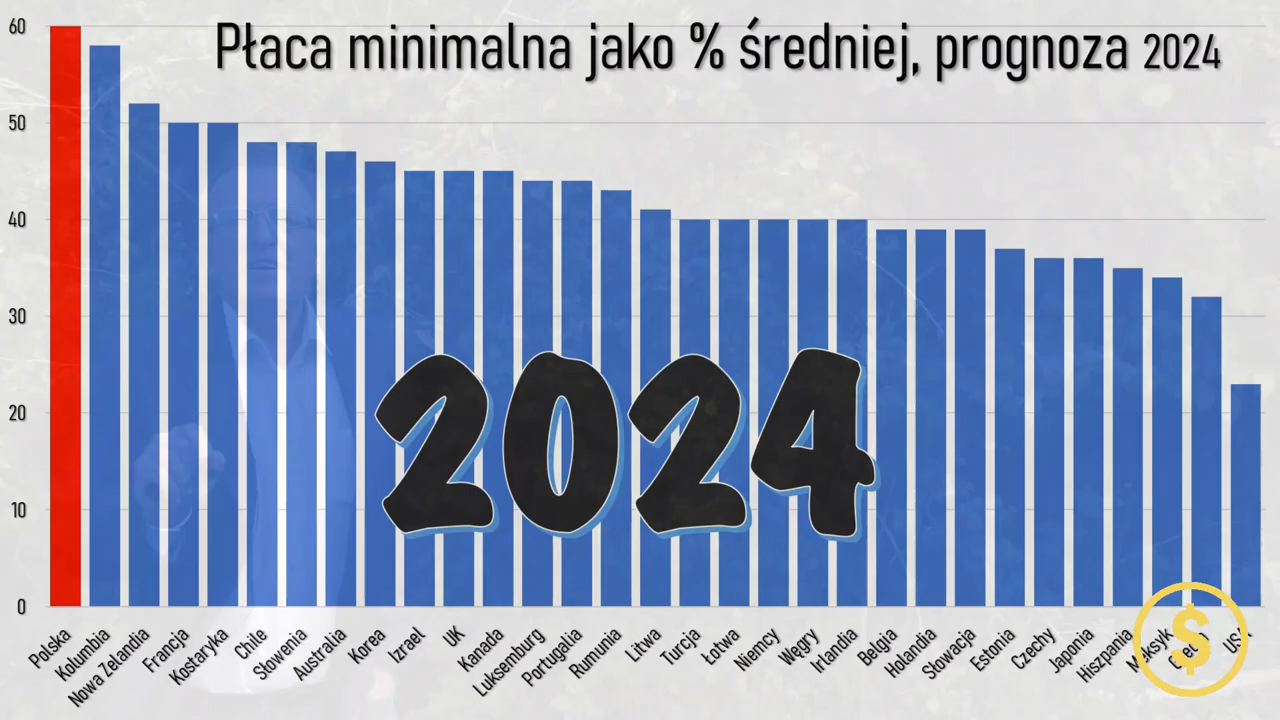 Płaca minimalna jako % średniej, prognoza 2024
60
50
40
30
20
10
0
2024
Polska
Kolumbia
Nowa Zelandia
Francja
Kostaryka
Chile
Słowenia
Australia
Korea
Izrael
UK
Kanada
Luksemburg
Portugalia
Rumunia
Litwa
Turcja
Łotwa
Niemcy
Węgry
Irlandia
Belgia
Holandia
Słowacja
Estonia
Czechy
Japonia
Hiszpania
Meksyk
USA
$